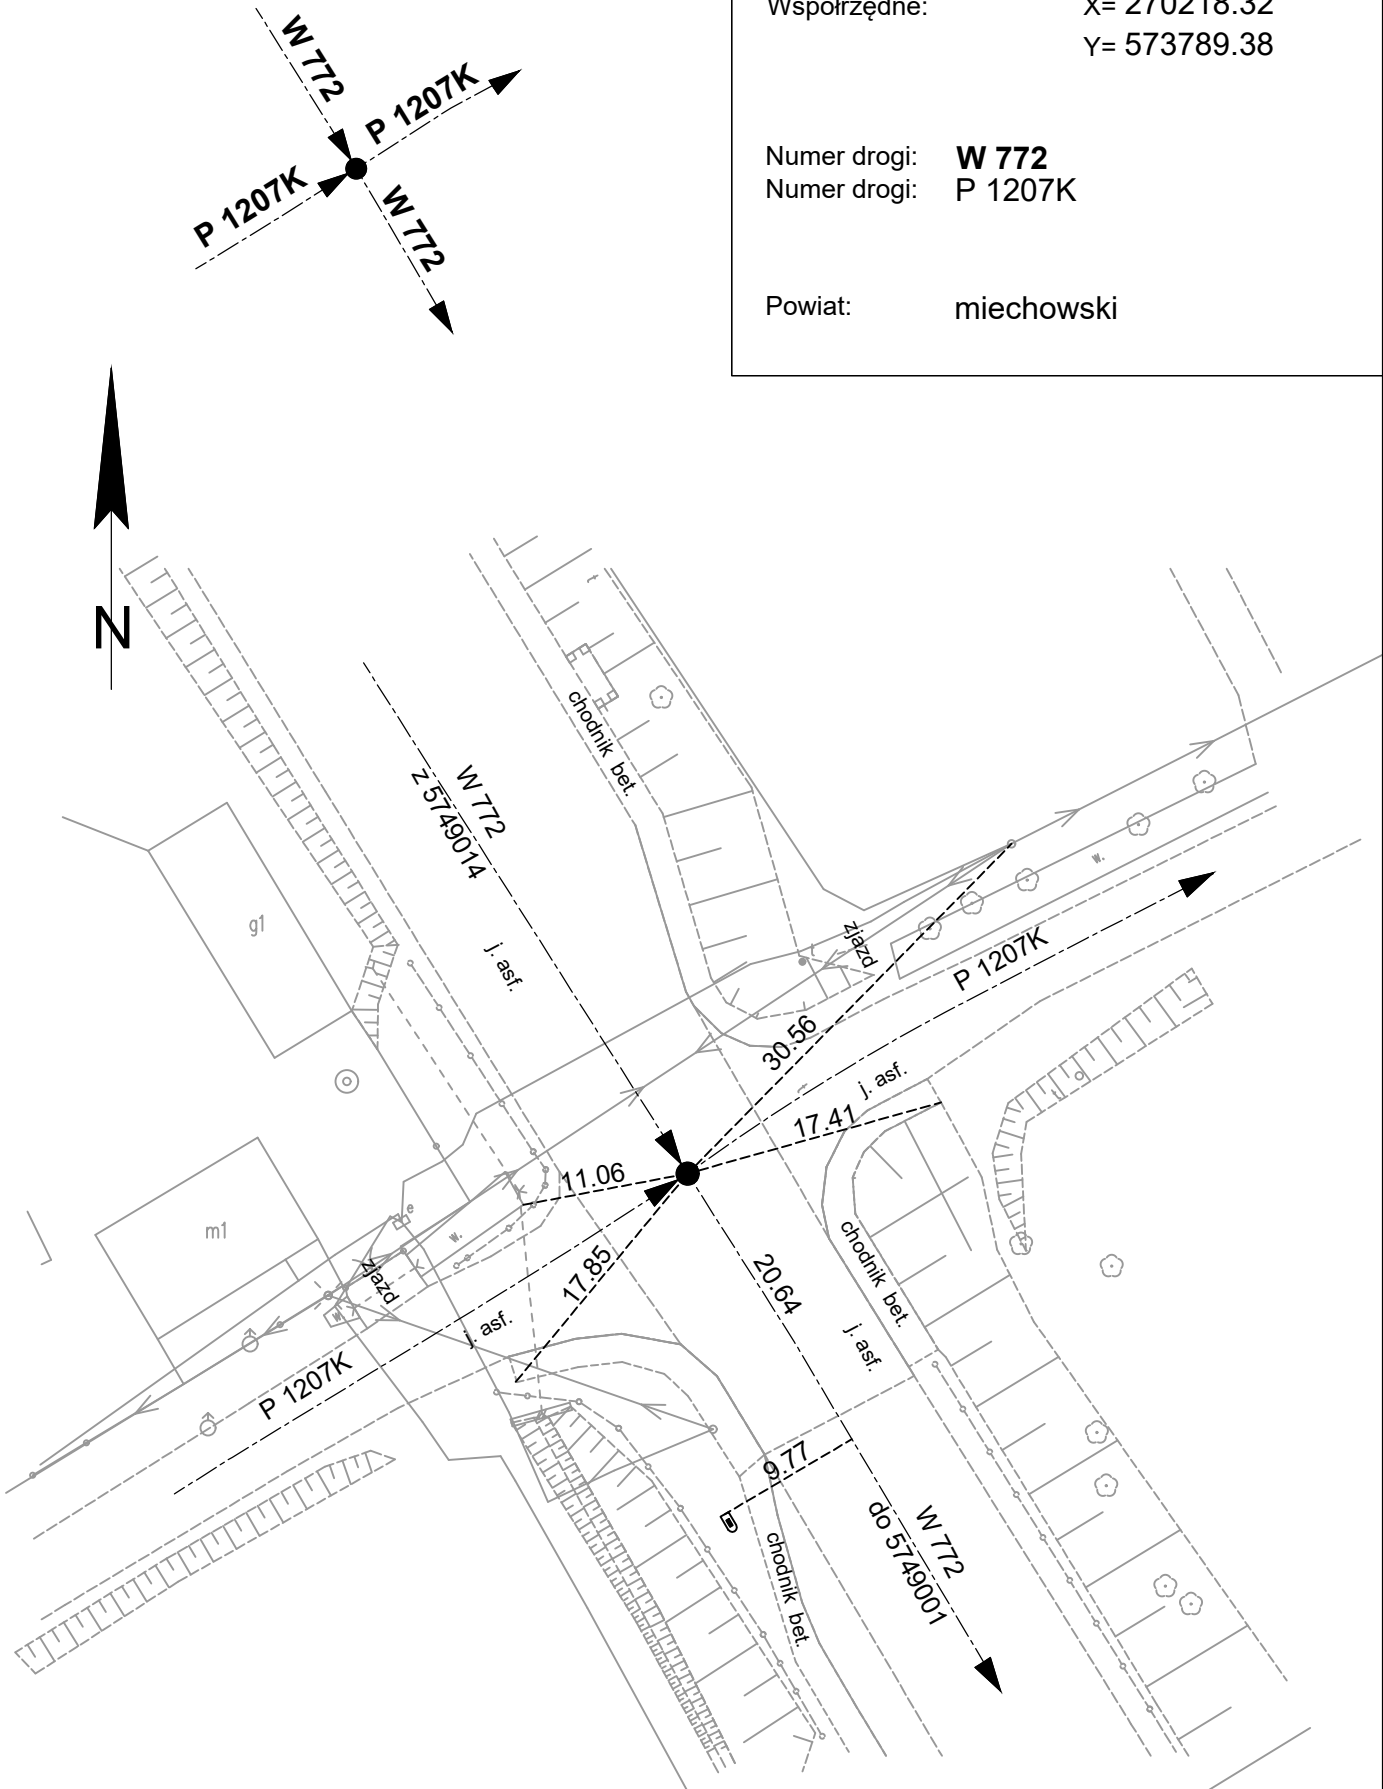 W 772
P 1207K
P 1207K
W 772
Współrzędne: X= 270218.32
Y= 573789.38
Numer drogi: W 772
Numer drogi: P 1207K
Powiat: miechowski
N
t
chodnik bet.
W 772
z 5749014
g1
j. asf.
w.
zjazd
t
P 1207K
30.56
j. asf.
17.41
11.06
m1
e
w.
zjazd
w
17.85
20.64
chodnik bet.
j. asf.
j. asf.
P 1207K
9.77
W 772
do 5749001
chodnik bet.